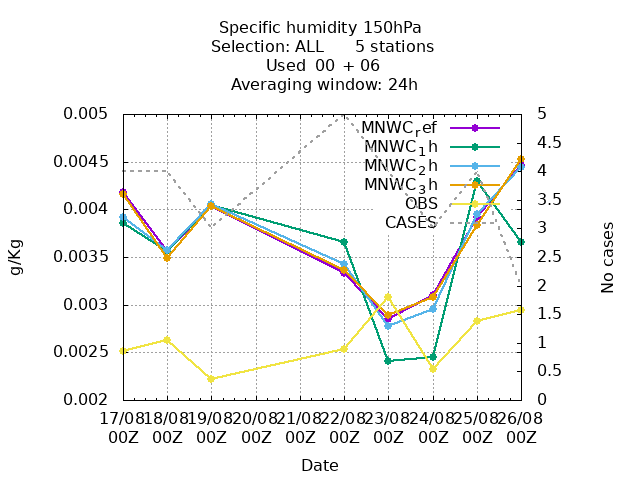 Specific humidity 150hPa
Selection: ALL 5 stations
Used 00 + 06
Averaging window: 24h
0.005
0.0045
0.004
0.0035
0.003
0.0025
0.002
g/Kg
5
4.5
4
3.5
3
2.5
2
1.5
1
0.5
0
No cases
MNWCref
MNWC1h
MNWC2h
MNWC3h
OBS
CASES
17/08 18/08 19/08 20/08 21/08 22/08 23/08 24/08 25/08 26/08
00Z 00Z 00Z 00Z 00Z 00Z 00Z 00Z 00Z 00Z
Date